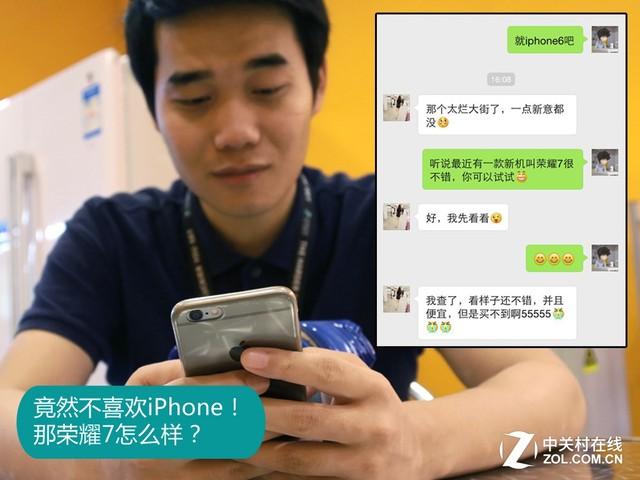 就iphone6吧
16:08
那个太烂大街了，一点新意都
没
听说最近有一款新机叫荣耀7很
不错，你可以试试
好，我先看看
我查了，看样子还不错，并且
便宜，但是买不到啊55555
竟然不喜欢iPhone！
那荣耀7怎么样？
中关村在线
ZOL.COM.CN